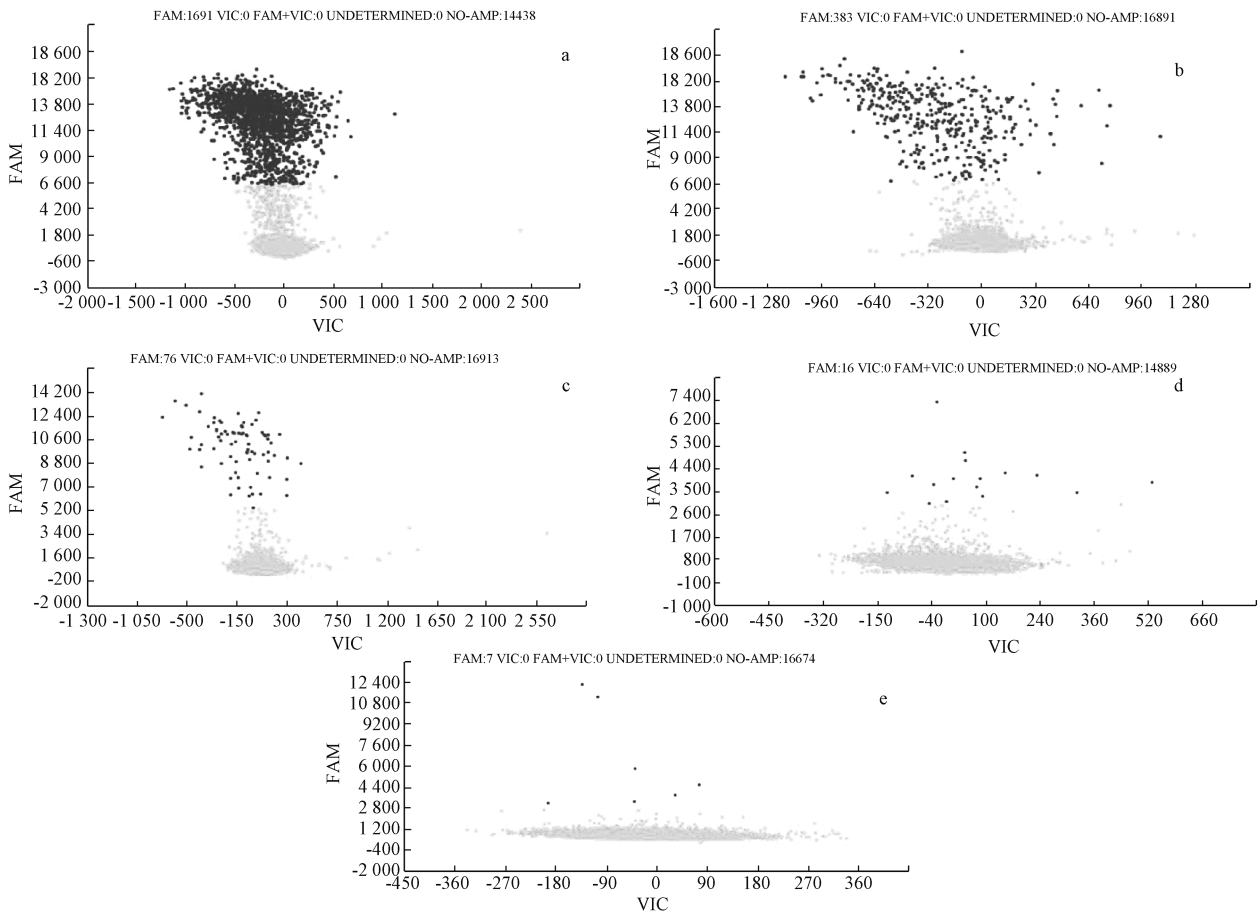 FAM:1691 VIC:0 FAM+VIC:0 UNDETERMINED:0 NO-AMP:14438
a
18 600
18 200
13 800
11 400
9 000
6 600
4 200
1 800
-600
-3 000
FAM
-2 000 -1 500 -1 000 -500 0 500 1 000 1 500 2 000 2 500
VIC
FAM:383 VIC:0 FAM+VIC:0 UNDETERMINED:0 NO-AMP:16891
b
18 600
18 200
13 800
11 400
9 000
6 600
4 200
1 800
-600
-3 000
FAM
-1 600 -1 280 -960 -640 -320 0 320 640 960 1 280
VIC
FAM:76 VIC:0 FAM+VIC:0 UNDETERMINED:0 NO-AMP:16913
c
14 200
12 400
10 600
8 800
7 000
5 200
3 400
1 600
-200
-2 000
FAM
-1 300 -1 050 -500 -150 300 750 1 200 1 650 2 100 2 550
VIC
FAM:16 VIC:0 FAM+VIC:0 UNDETERMINED:0 NO-AMP:14889
d
7 400
6 200
5 300
4 400
3 500
2 600
1 700
800
-100
-1 000
FAM
-600 -450 -320 -150 -40 100 240 360 520 660
VIC
FAM:7 VIC:0 FAM+VIC:0 UNDETERMINED:0 NO-AMP:16674
e
12 400
10 800
9200
7 600
6 000
4 400
2 800
1 200
-400
-2 000
FAM
-450 -360 -270 -180 -90 0 90 180 270 360
VIC